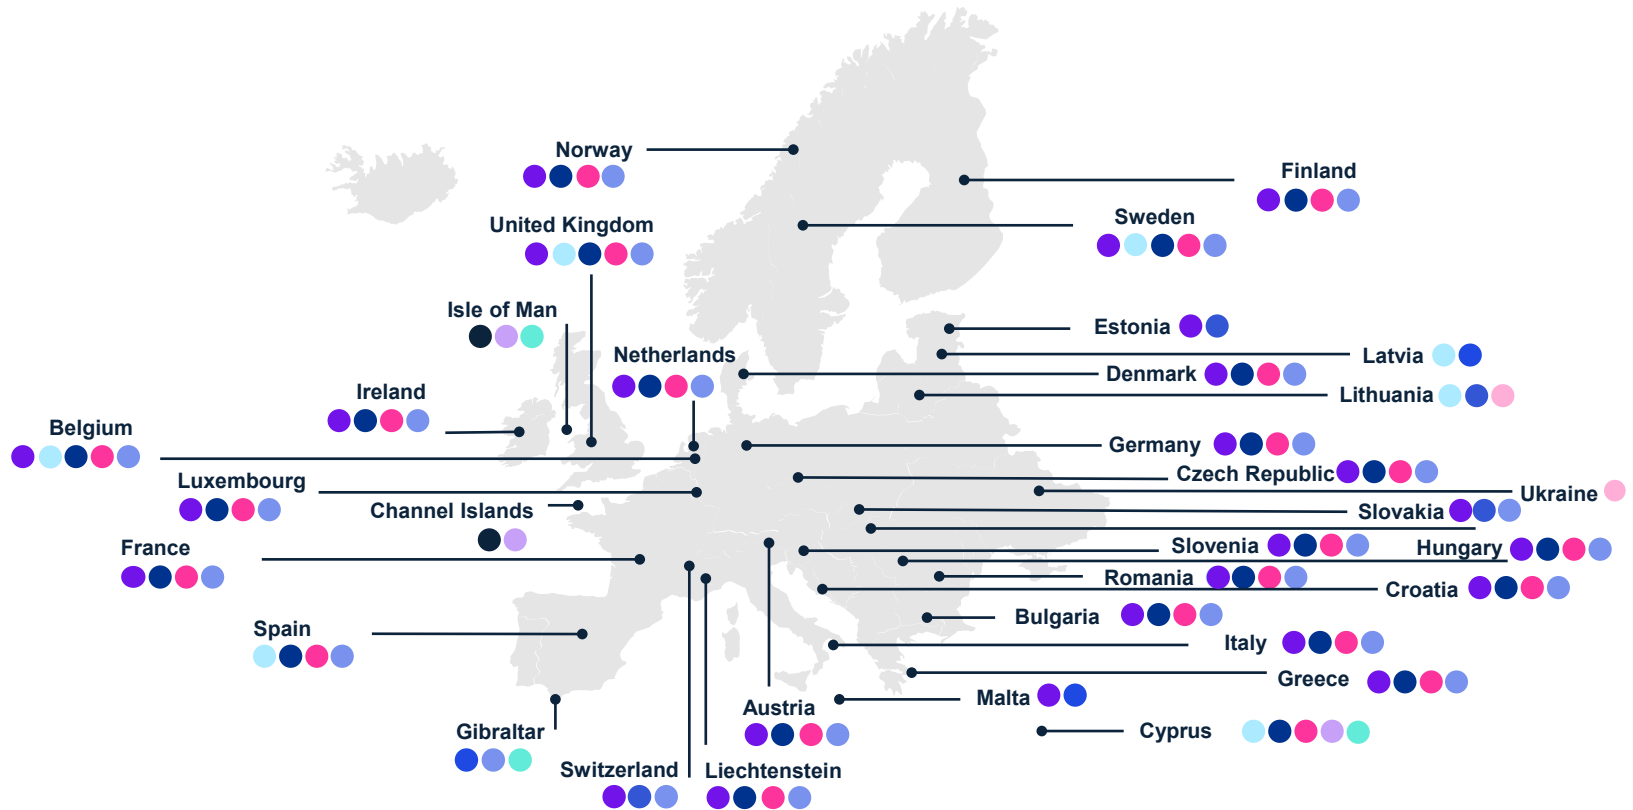 Norway
Finland
Sweden
United Kingdom
Isle of Man
Estonia
Netherlands
Latvia
Denmark
Ireland
Lithuania
Belgium
Germany
Czech Republic
Luxembourg
Ukraine
Channel Islands
Slovakia
France
Slovenia
Hungary
Romania
Croatia
Bulgaria
Spain
Italy
Greece
Malta
Austria
Gibraltar
Cyprus
Switzerland
Liechtenstein